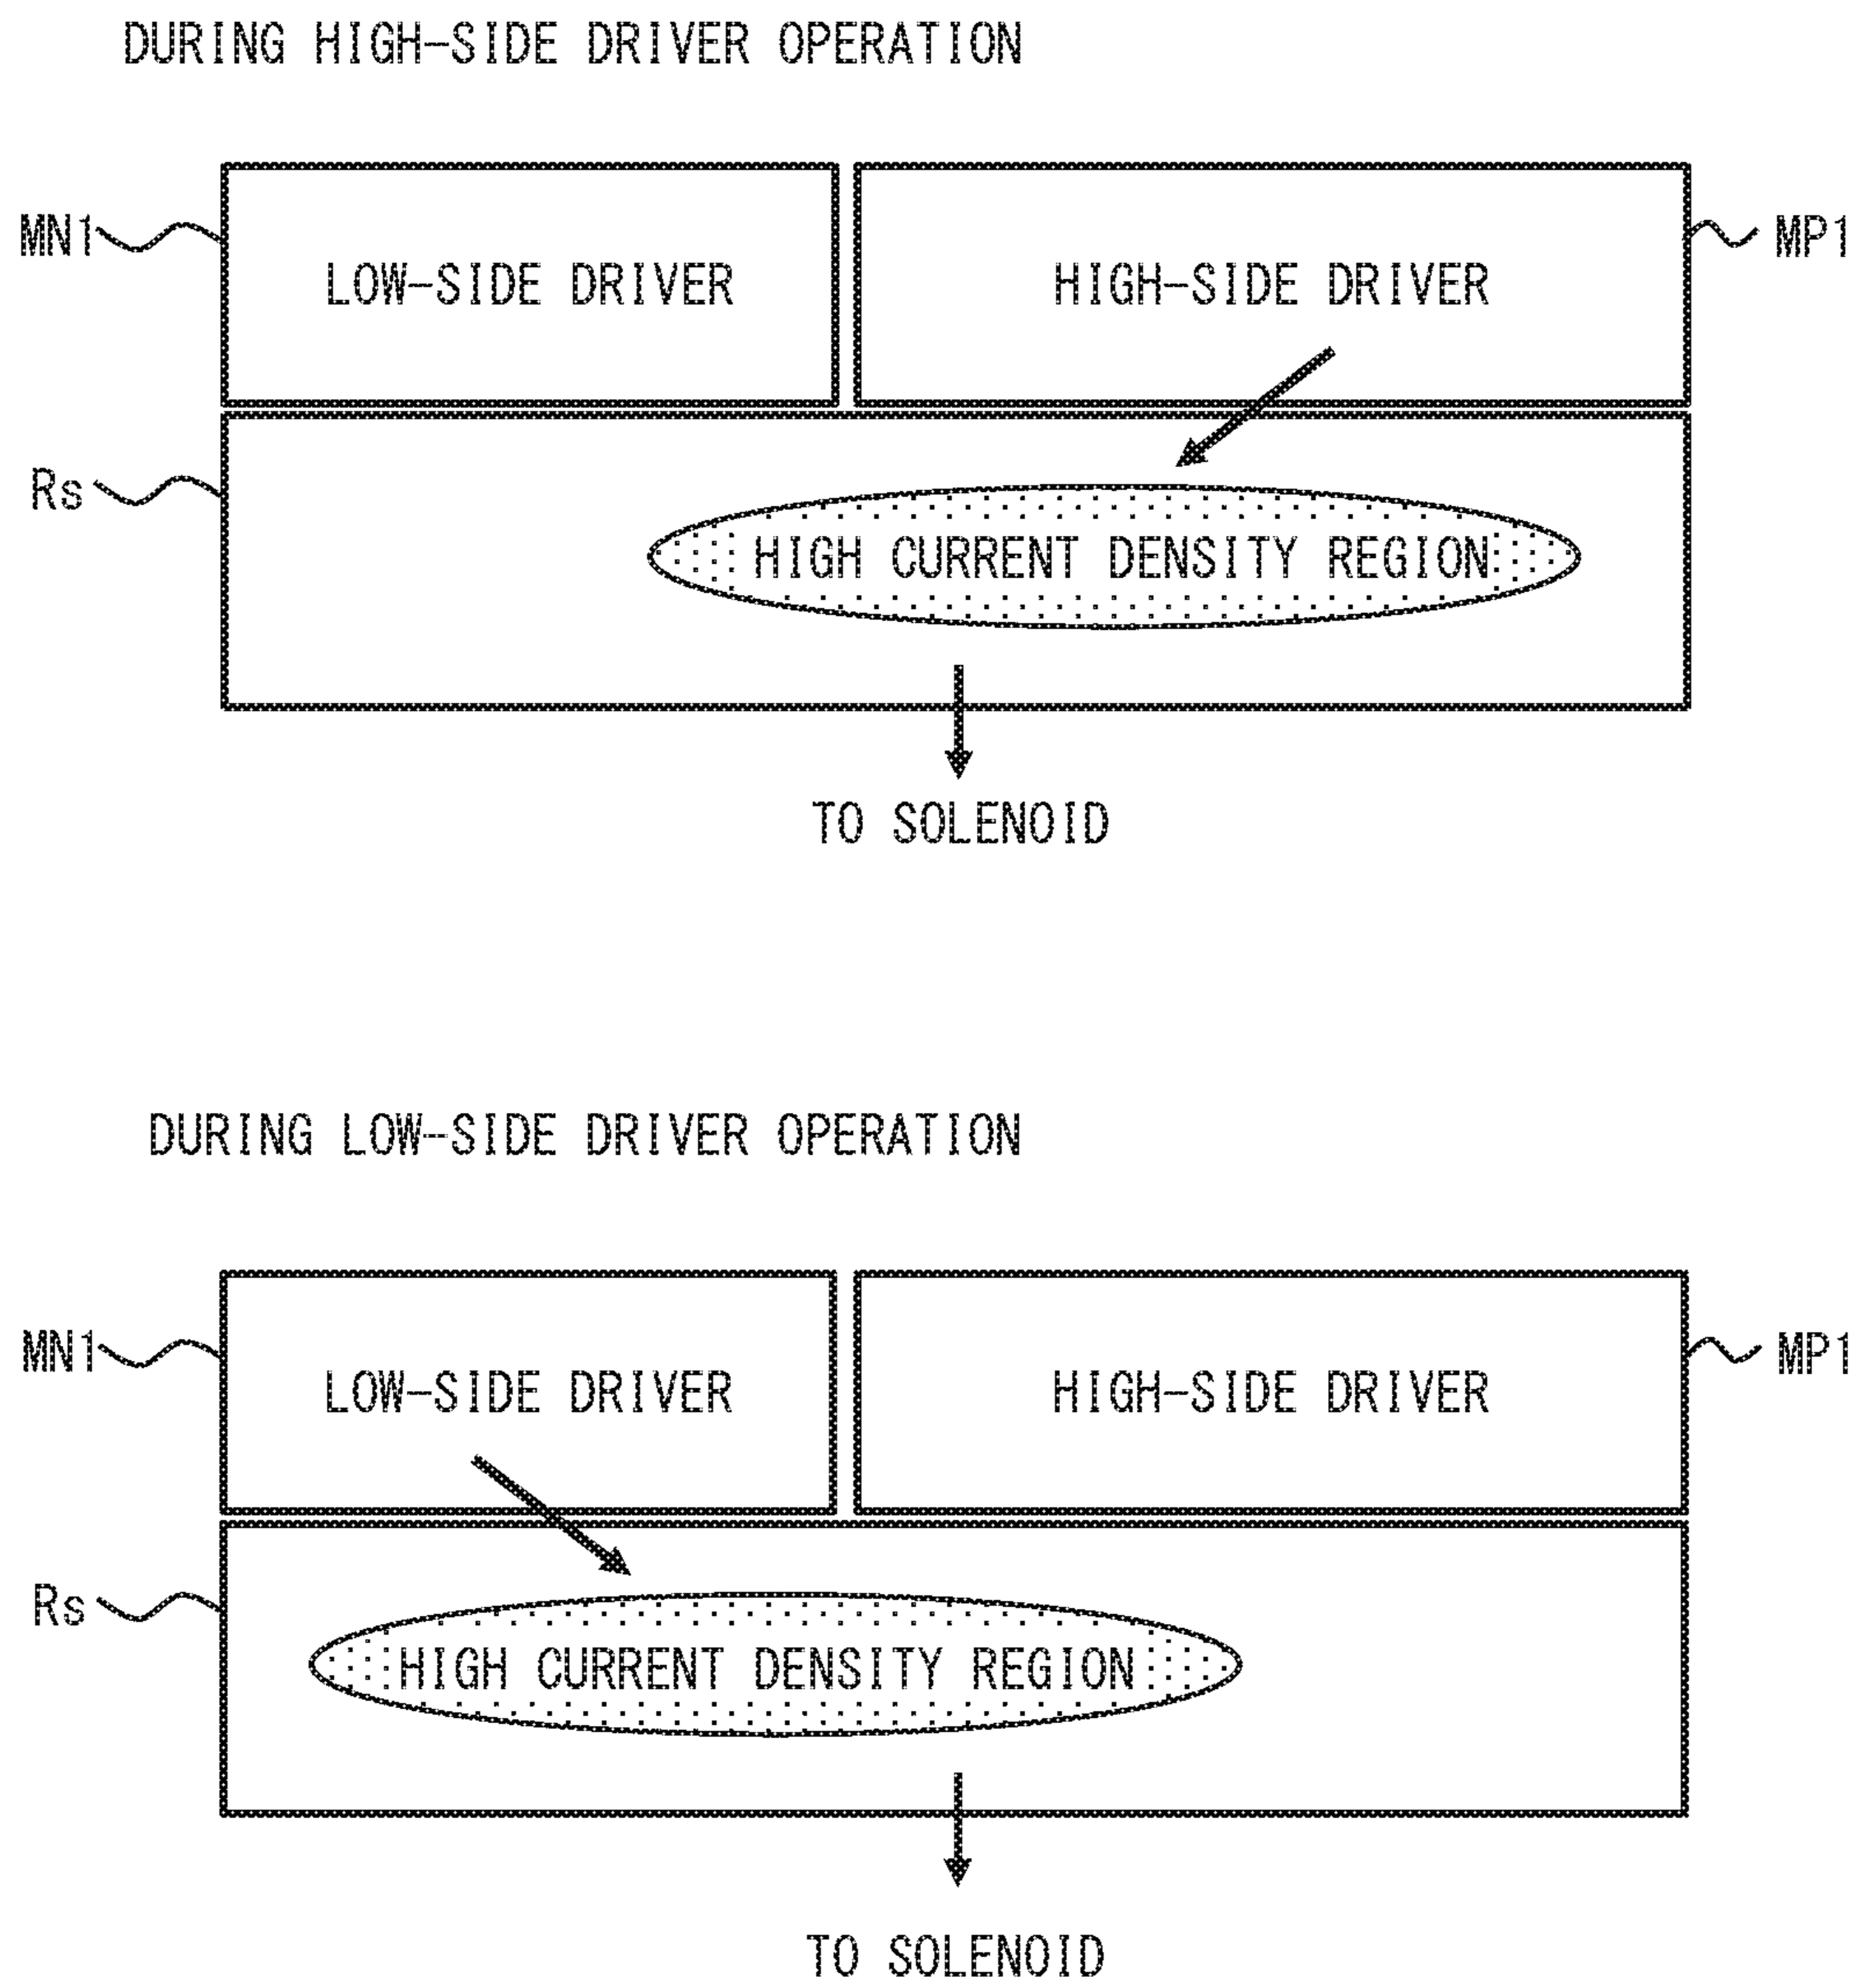 DURING HIGH-SIDE DRIVER OPERATION
MN1
LOW-SIDE DRIVER
HIGH-SIDE DRIVER
MP1
Rs
HIGH CURRENT DENSITY REGION
TO SOLENOID
DURING LOW-SIDE DRIVER OPERATION
MN1
LOW-SIDE DRIVER
HIGH-SIDE DRIVER
MP1
Rs
HIGH CURRENT DENSITY REGION
TO SOLENOID